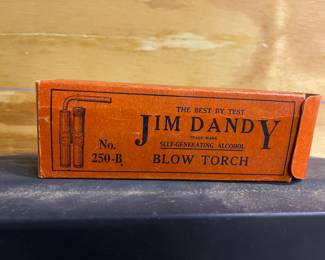 THE BEST BY TEST
JIM DANDY
TRADE MARK
SELF-GENERATING ALCOHOL
BLOW TORCH
No.
250-B